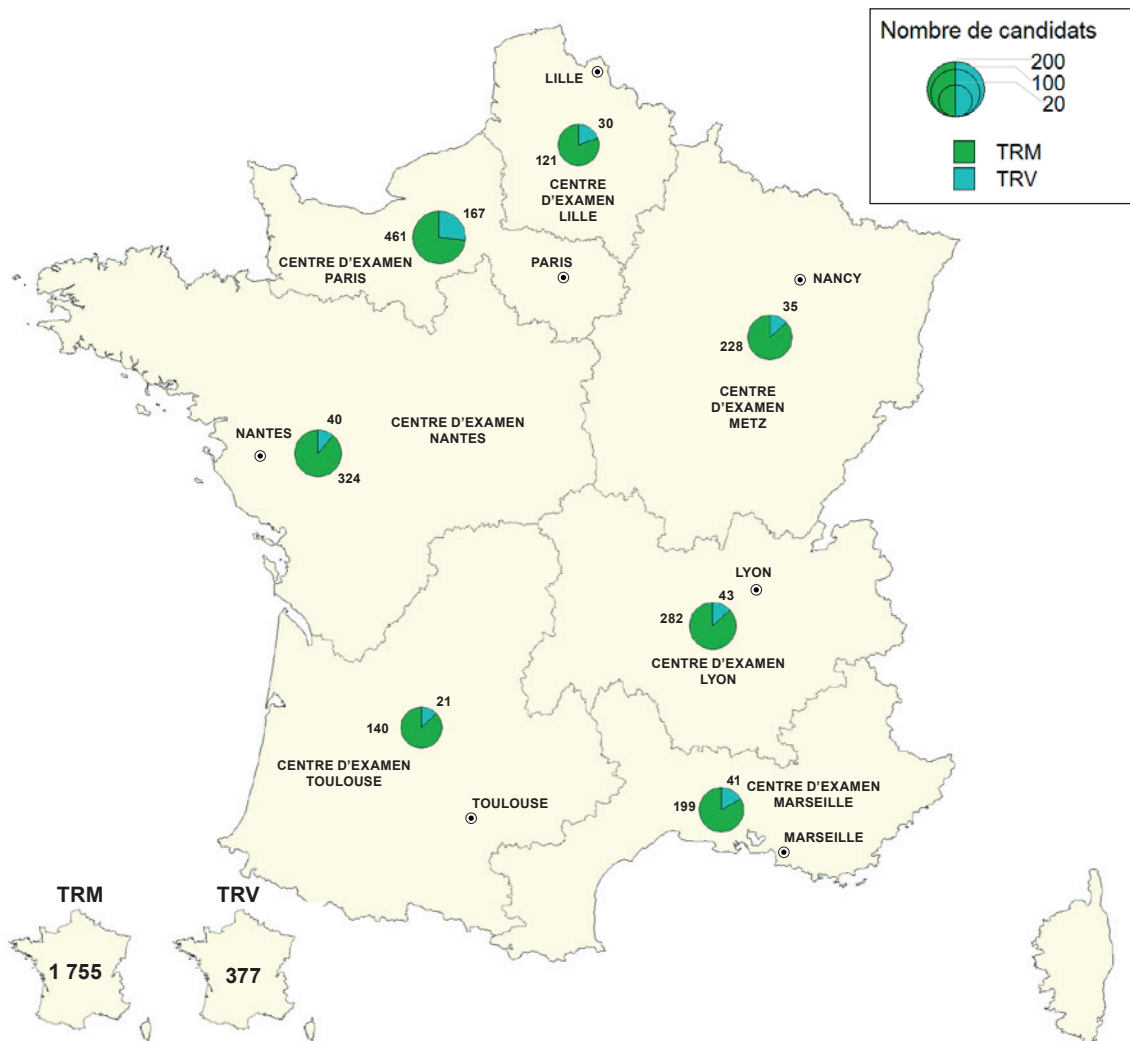 Nombre de candidats
200
100
20
TRM
TRV
LILLE
30
121
CENTRE
D'EXAMEN
LILLE
167
461
CENTRE D'EXAMEN
PARIS
PARIS
NANCY
35
228
CENTRE
D'EXAMEN
METZ
40
NANTES
324
CENTRE D'EXAMEN
NANTES
LYON
43
282
CENTRE D'EXAMEN
LYON
21
140
CENTRE D'EXAMEN
TOULOUSE
TOULOUSE
41
199
CENTRE D'EXAMEN
MARSEILLE
MARSEILLE
TRM
1 755
TRV
377